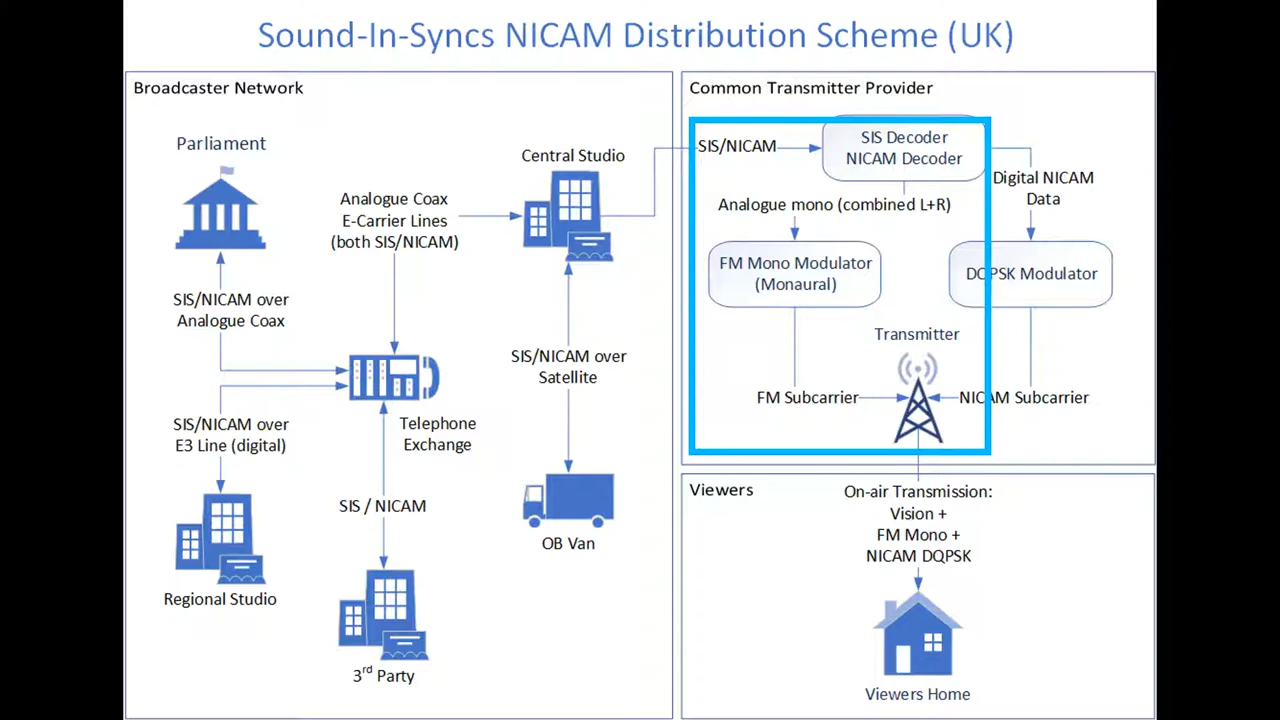 Sound-In-Syncs NICAM Distribution Scheme (UK)
Broadcaster Network
Parliament
Analogue Coax
E-Carrier Lines
(both SIS/NICAM)
Central Studio
SIS/NICAM over
Analogue Coax
SIS/NICAM over
Satellite
SIS/NICAM over
E3 Line (digital)
Telephone
Exchange
SIS / NICAM
OB Van
Regional Studio
3rd Party
Common Transmitter Provider
SIS/NICAM
SIS Decoder
NICAM Decoder
Digital NICAM
Data
Analogue mono (combined L+R)
FM Mono Modulator
(Monaural)
DQPSK Modulator
Transmitter
FM Subcarrier
NICAM Subcarrier
Viewers
On-air Transmission:
Vision +
FM Mono +
NICAM DQPSK
Viewers Home